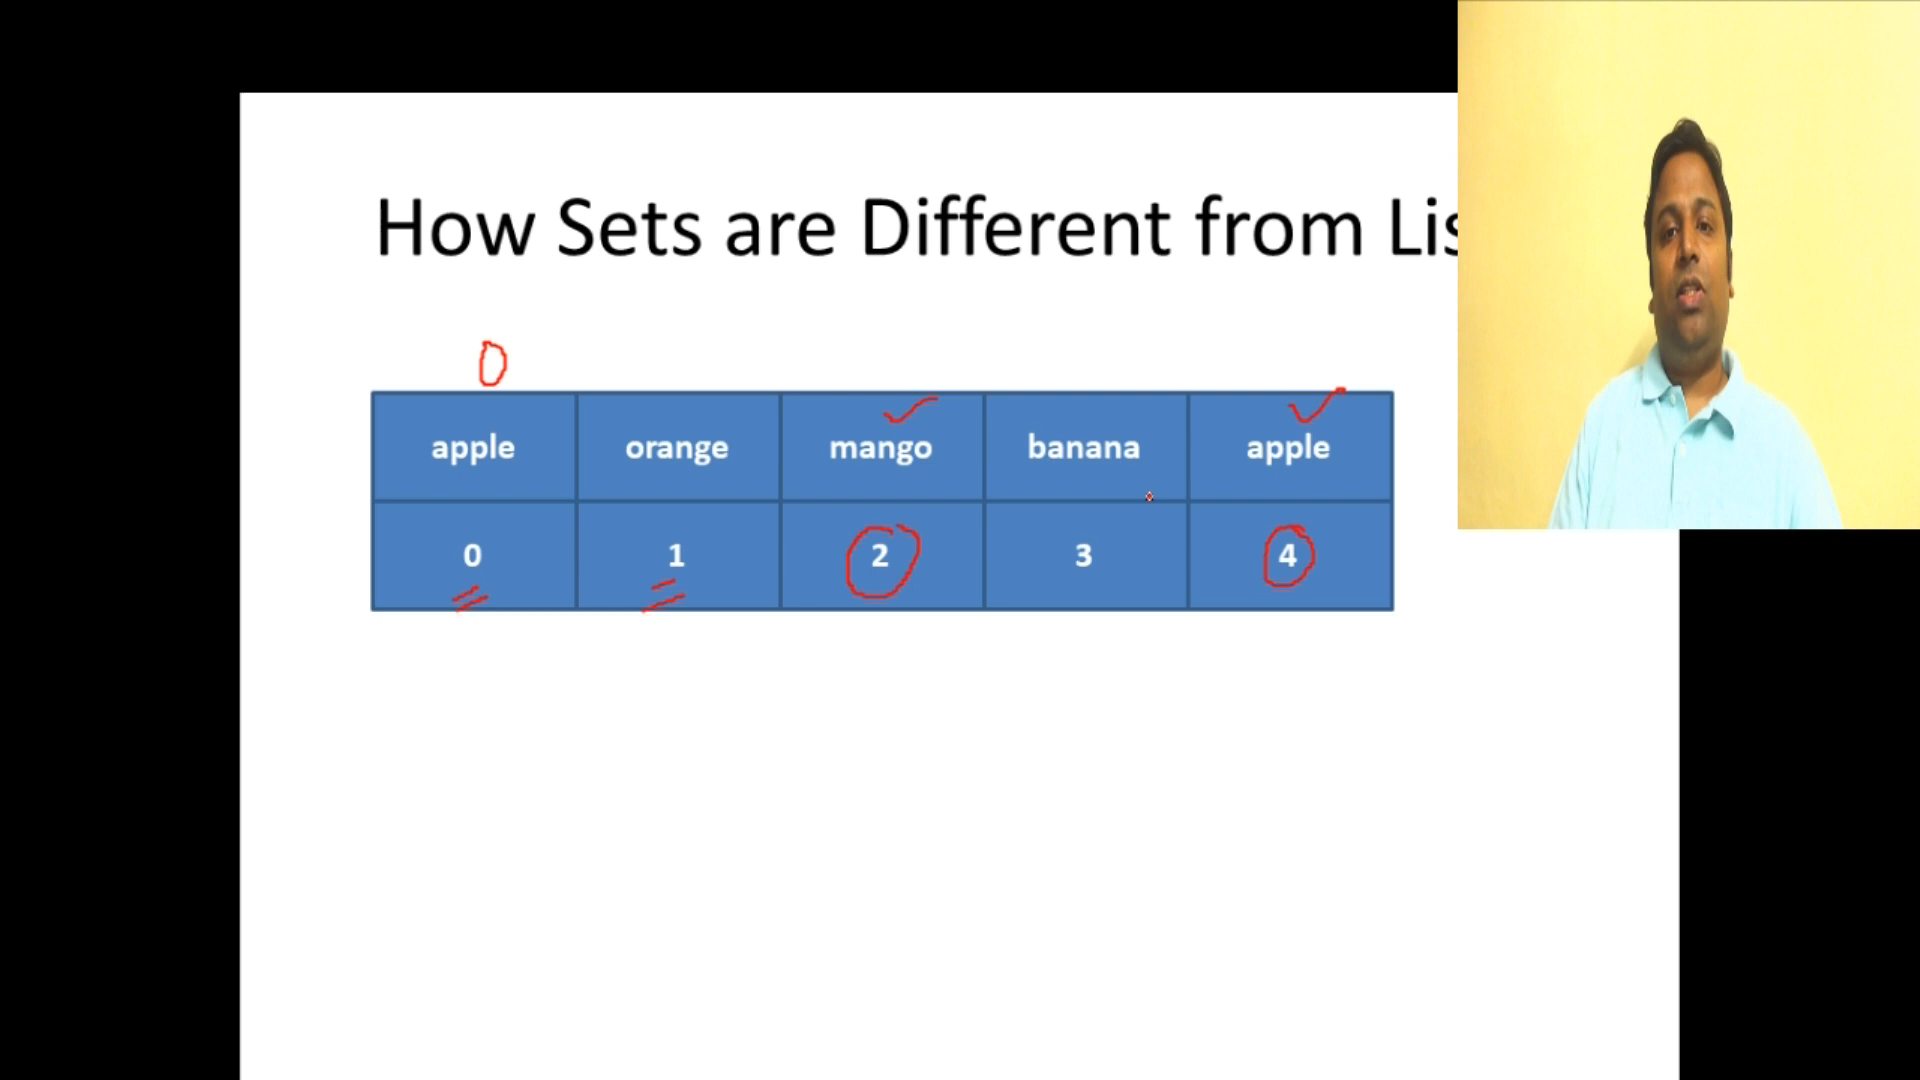 How Sets are Different from Lis
0
apple orange mango banana apple
0 1 2 3 4